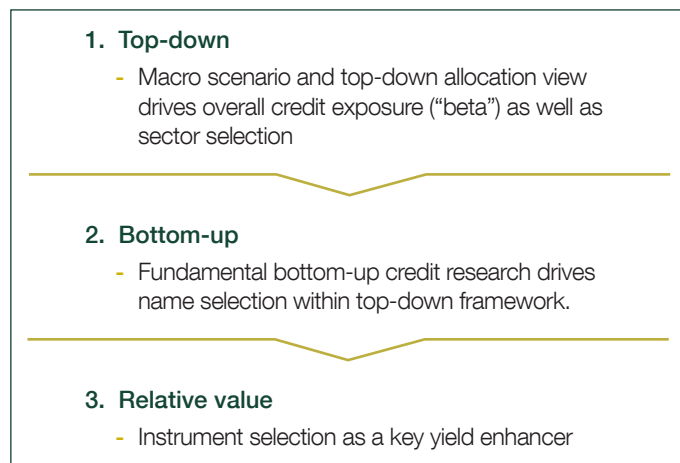 1. Top-down
- Macro scenario and top-down allocation view
drives overall credit exposure (“beta”) as well as
sector selection
2. Bottom-up
- Fundamental bottom-up credit research drives
name selection within top-down framework.
3. Relative value
- Instrument selection as a key yield enhancer